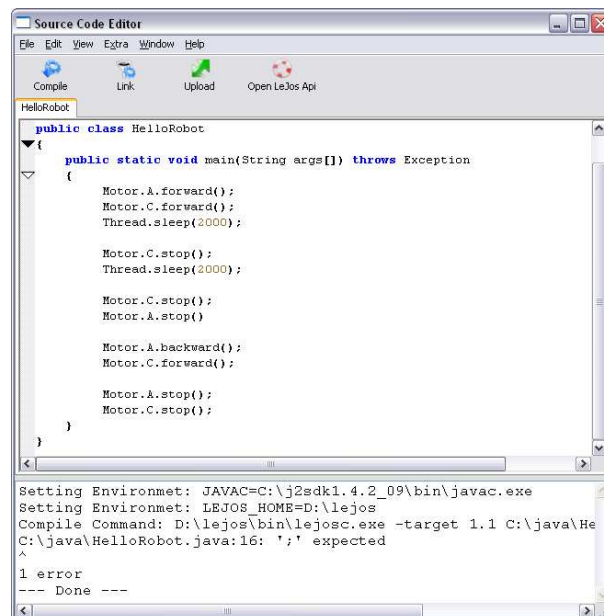 Source Code Editor
File Edit View Extra Window Help
Compile Link Upload Open LeJos Api
HelloRobot
public class HelloRobot
{
public static void main(String args[]) throws Exception
{
Motor.A.forward();
Motor.C.forward();
Thread.sleep(2000);
Motor.C.stop();
Thread.sleep(2000);
Motor.C.stop();
Motor.A.stop()
Motor.A.backward();
Motor.C.forward();
Motor.A.stop();
Motor.C.stop();
}
}
Setting Environmet: JAVAC=C:\j2sdk1.4.2_09\bin\javac.exe
Setting Environmet: LEJOS_HOME=D:\lejos
Compile Command: D:\lejos\bin\lejosc.exe -target 1.1 C:\java\He
C:\java\HelloRobot.java:16: ';' expected
^
1 error
--- Done ---